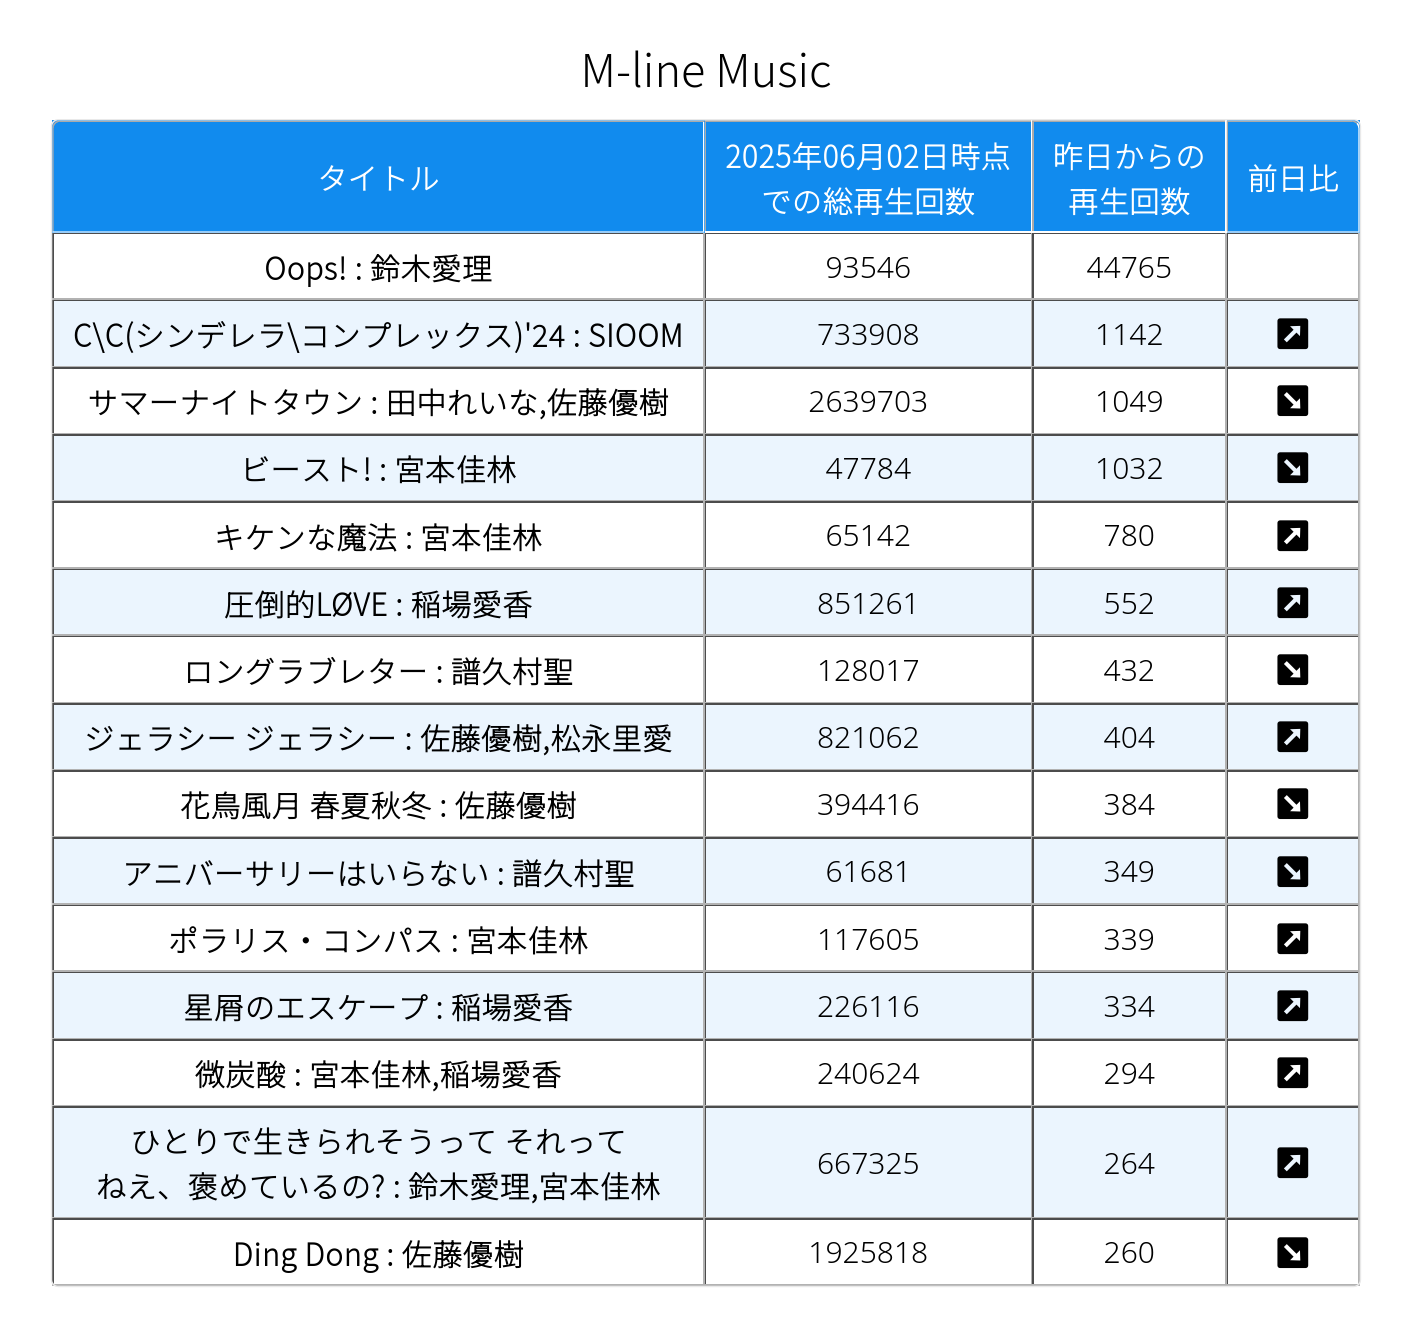 M-line Music
タイトル
2025年06月02日時点
での総再生回数
昨日からの
再生回数
前日比
Oops! : 鈴木愛理 93546 44765
C\C(シンデレラ\コンプレックス)'24 : SIOOM 733908 1142
サマーナイトタウン : 田中れいな,佐藤優樹 2639703 1049
ビースト! : 宮本佳林 47784 1032
キケンな魔法 : 宮本佳林 65142 780
圧倒的LØVE : 稲場愛香 851261 552
ロングラブレター : 譜久村聖 128017 432
ジェラシー ジェラシー : 佐藤優樹,松永里愛 821062 404
花鳥風月 春夏秋冬 : 佐藤優樹 394416 384
アニバーサリーはいらない : 譜久村聖 61681 349
ポラリス・コンパス : 宮本佳林 117605 339
星屑のエスケープ : 稲場愛香 226116 334
微炭酸 : 宮本佳林,稲場愛香 240624 294
ひとりで生きられそうって それって
ねえ、褒めているの? : 鈴木愛理,宮本佳林 667325 264
Ding Dong : 佐藤優樹 1925818 260